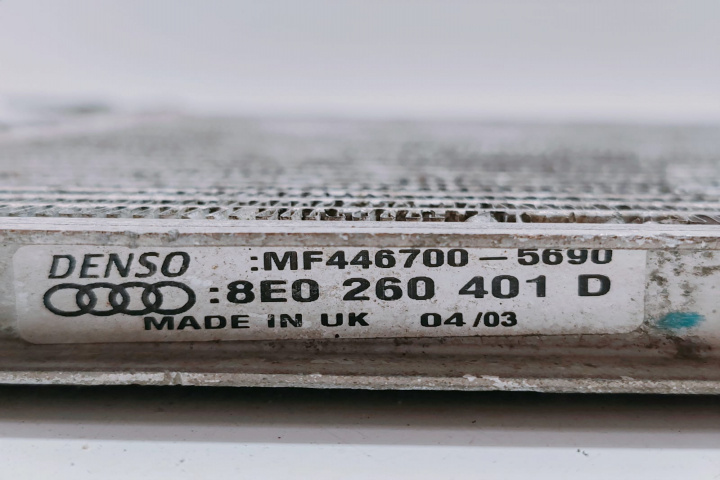 DENSO :MF446700-5690
:8E0 260 401 D
MADE IN UK 04/03